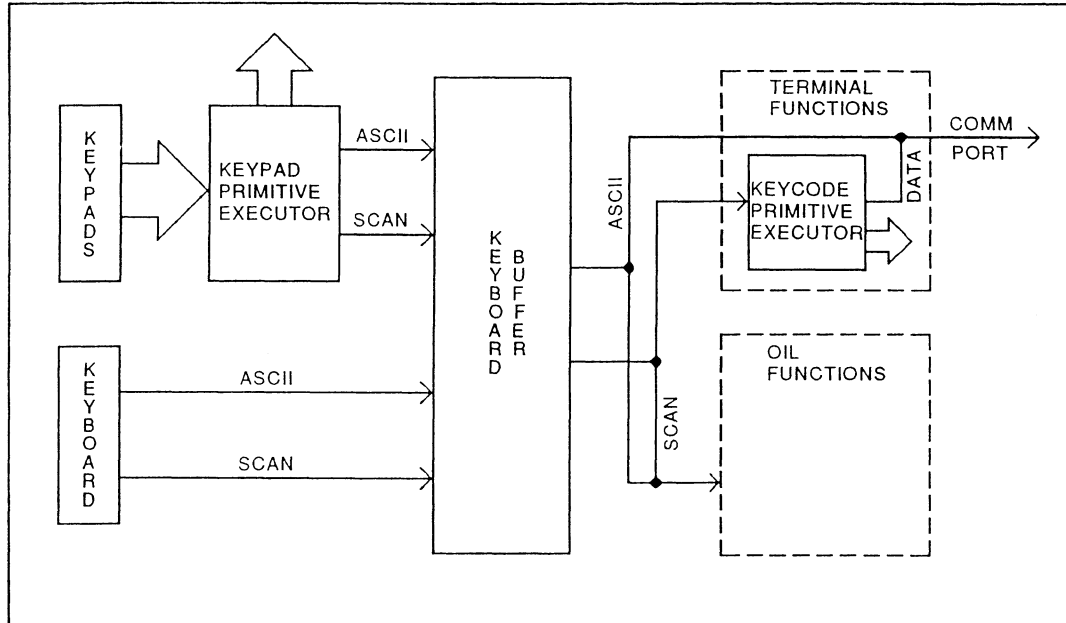 KEYPADS
KEYPAD
PRIMITIVE
EXECUTOR
ASCII
SCAN
KEYBOARD
ASCII
SCAN
KEYBOARD
BUFFER
ASCII
SCAN
TERMINAL
FUNCTIONS
KEYCODE
PRIMITIVE
EXECUTOR
DATA
COMM
PORT
OIL
FUNCTIONS